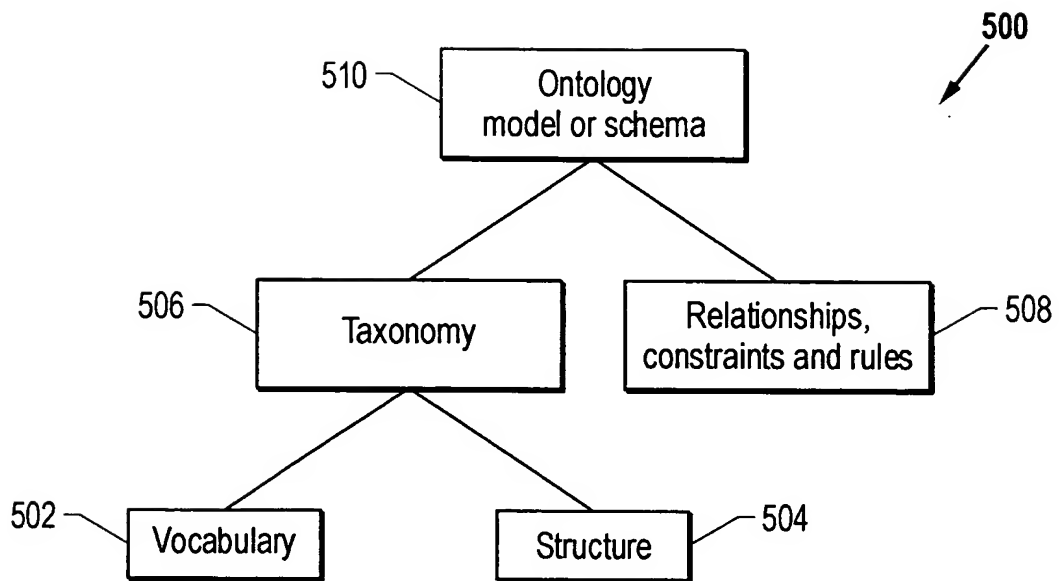 500
510
Ontology
model or schema
506
Taxonomy
Relationships,
constraints and rules
508
502
Vocabulary
Structure
504